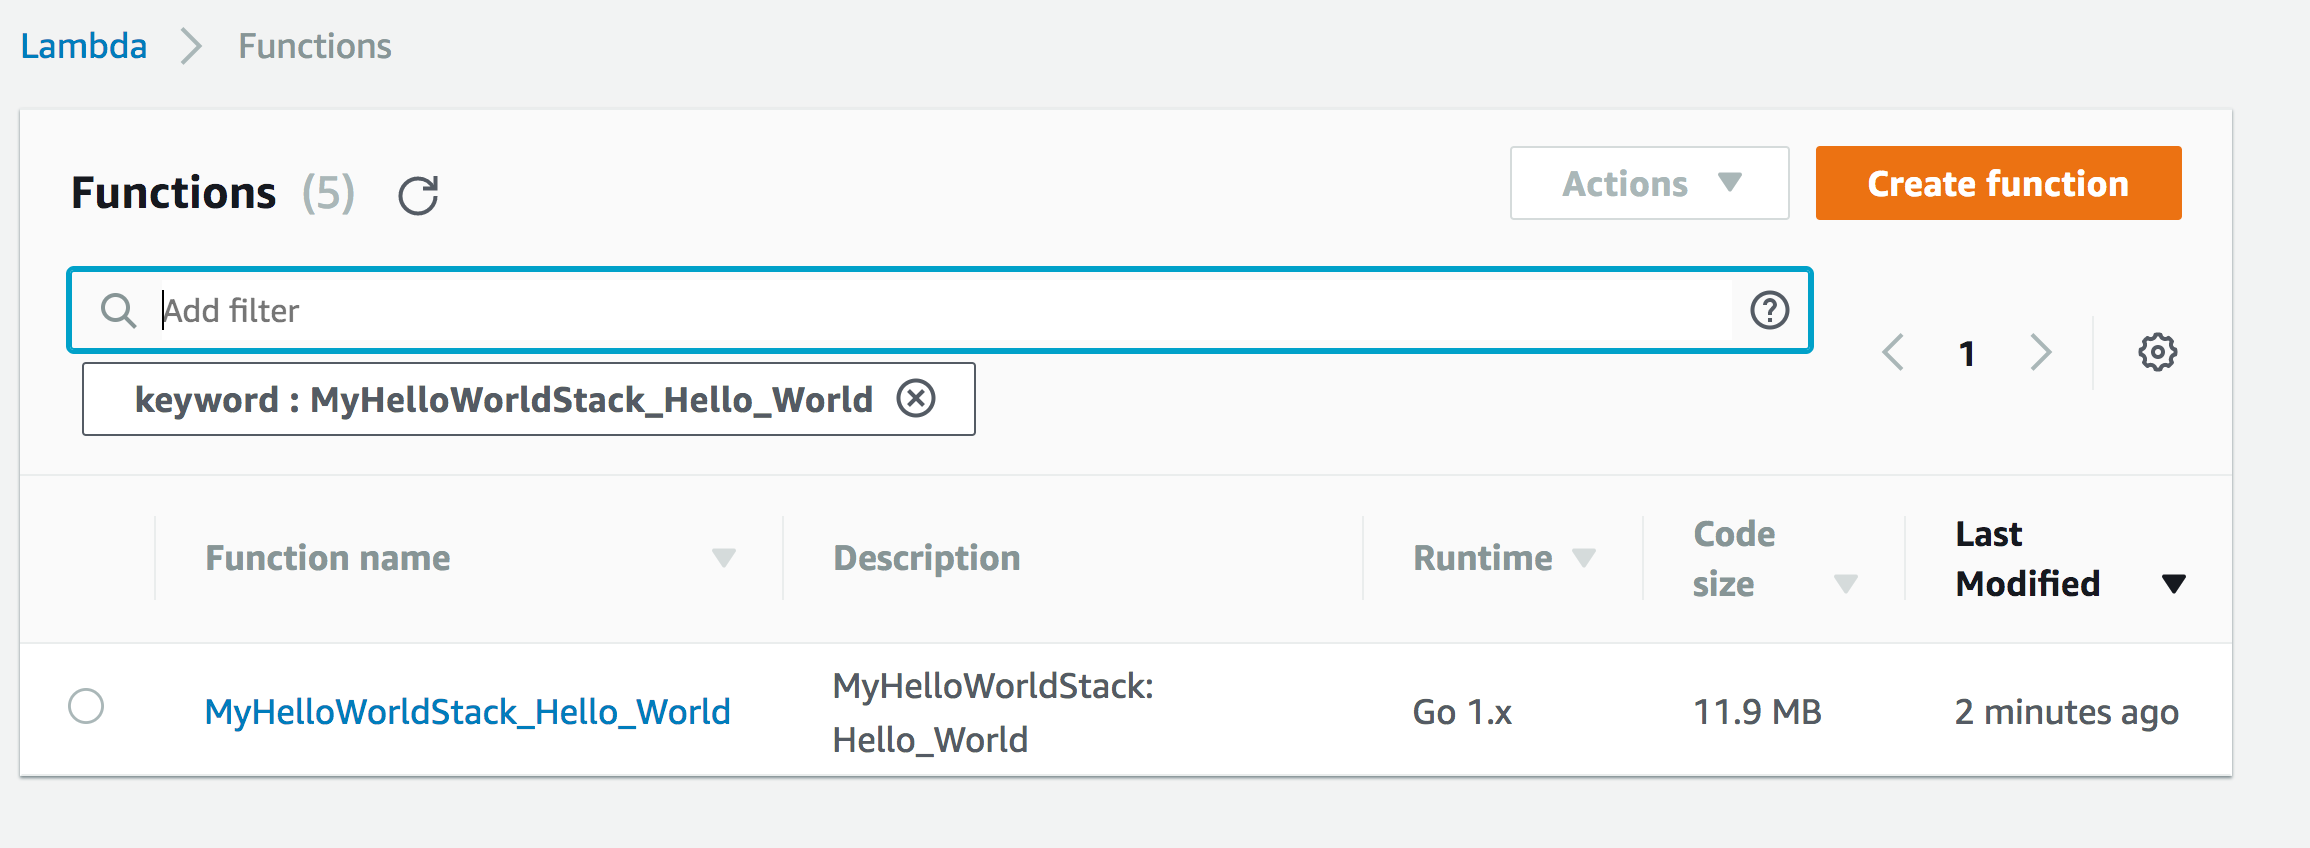 Lambda > Functions
Functions (5)
Actions
Create function
Add filter
keyword : MyHelloWorldStack_Hello_World
1
Function name
Description
Runtime
Code
size
Last
Modified
MyHelloWorldStack_Hello_World
MyHelloWorldStack:
Hello_World
Go 1.x
11.9 MB
2 minutes ago